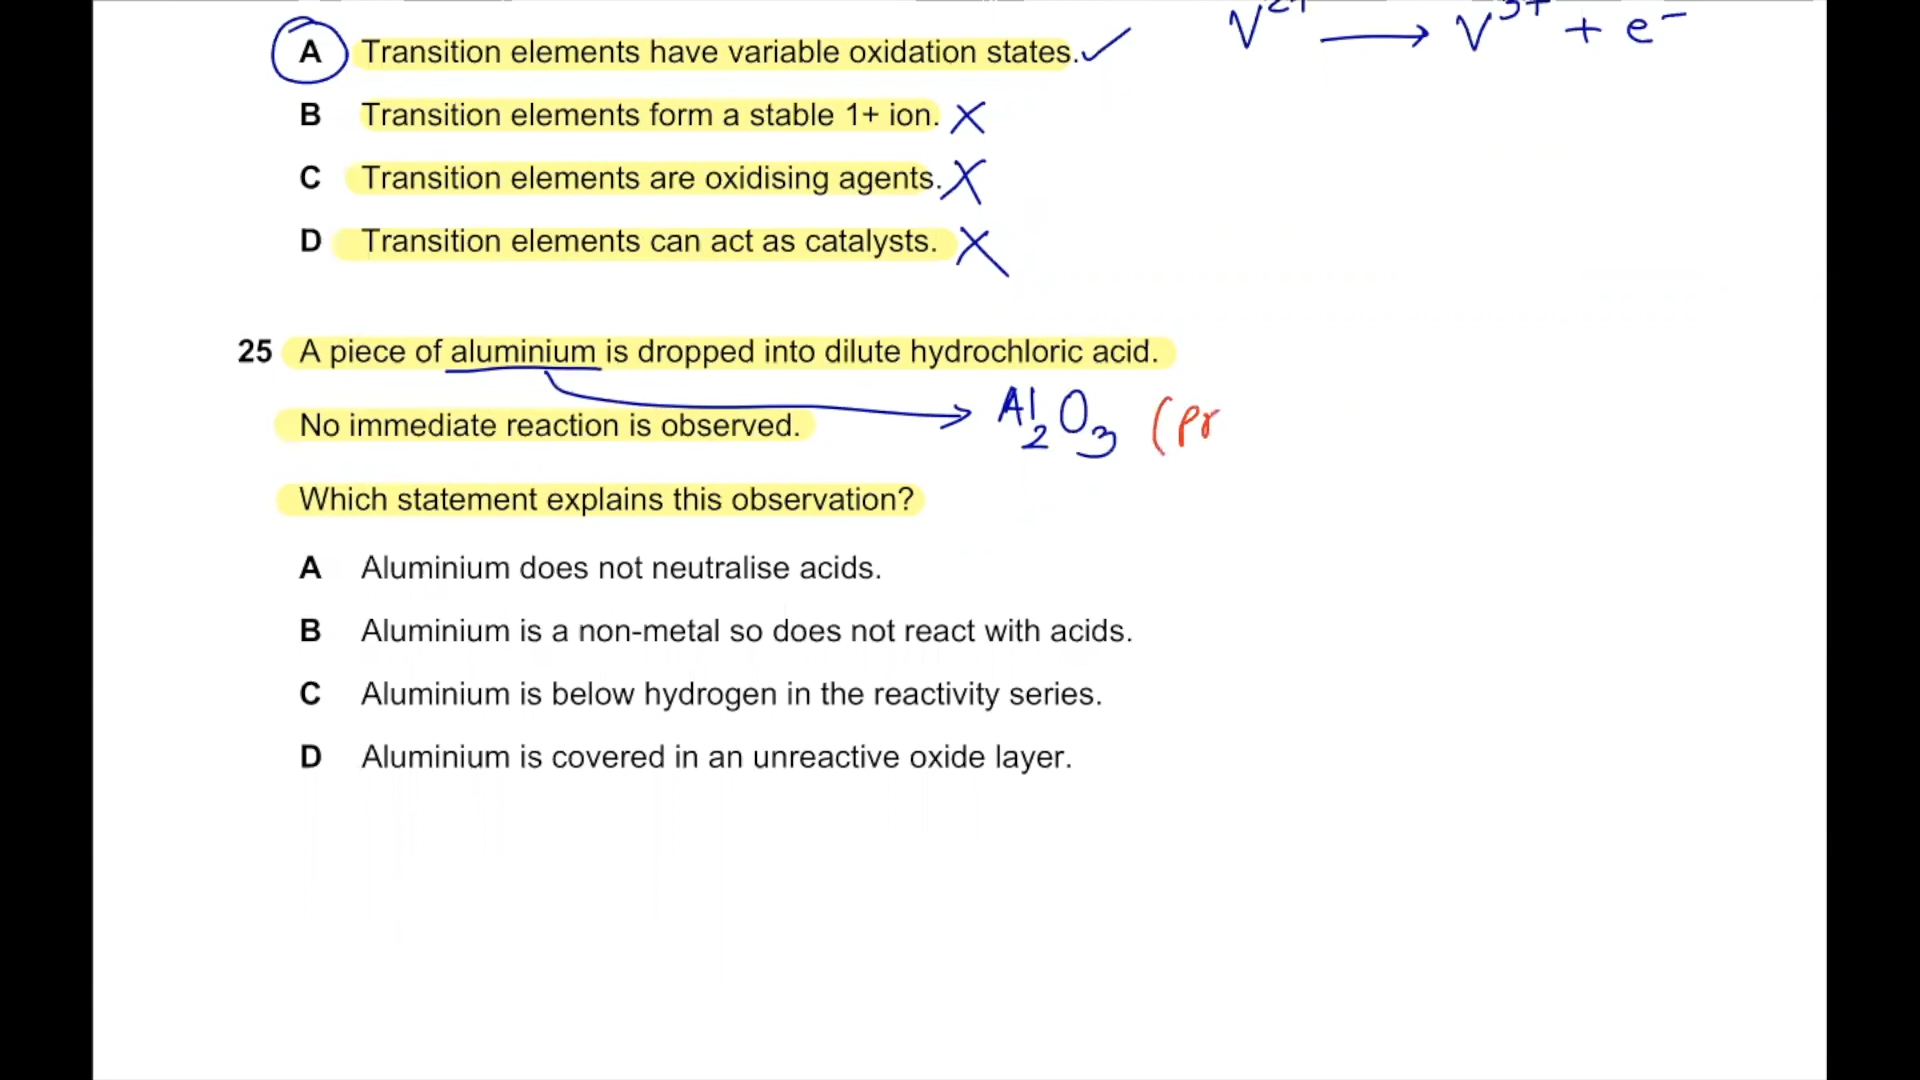 V²⁺ → V³⁺ + e⁻
A Transition elements have variable oxidation states. ✓
B Transition elements form a stable 1+ ion. ✗
C Transition elements are oxidising agents. ✗
D Transition elements can act as catalysts. ✗
25 A piece of aluminium is dropped into dilute hydrochloric acid.
No immediate reaction is observed. → Al₂O₃ (Pr
Which statement explains this observation?
A Aluminium does not neutralise acids.
B Aluminium is a non-metal so does not react with acids.
C Aluminium is below hydrogen in the reactivity series.
D Aluminium is covered in an unreactive oxide layer.